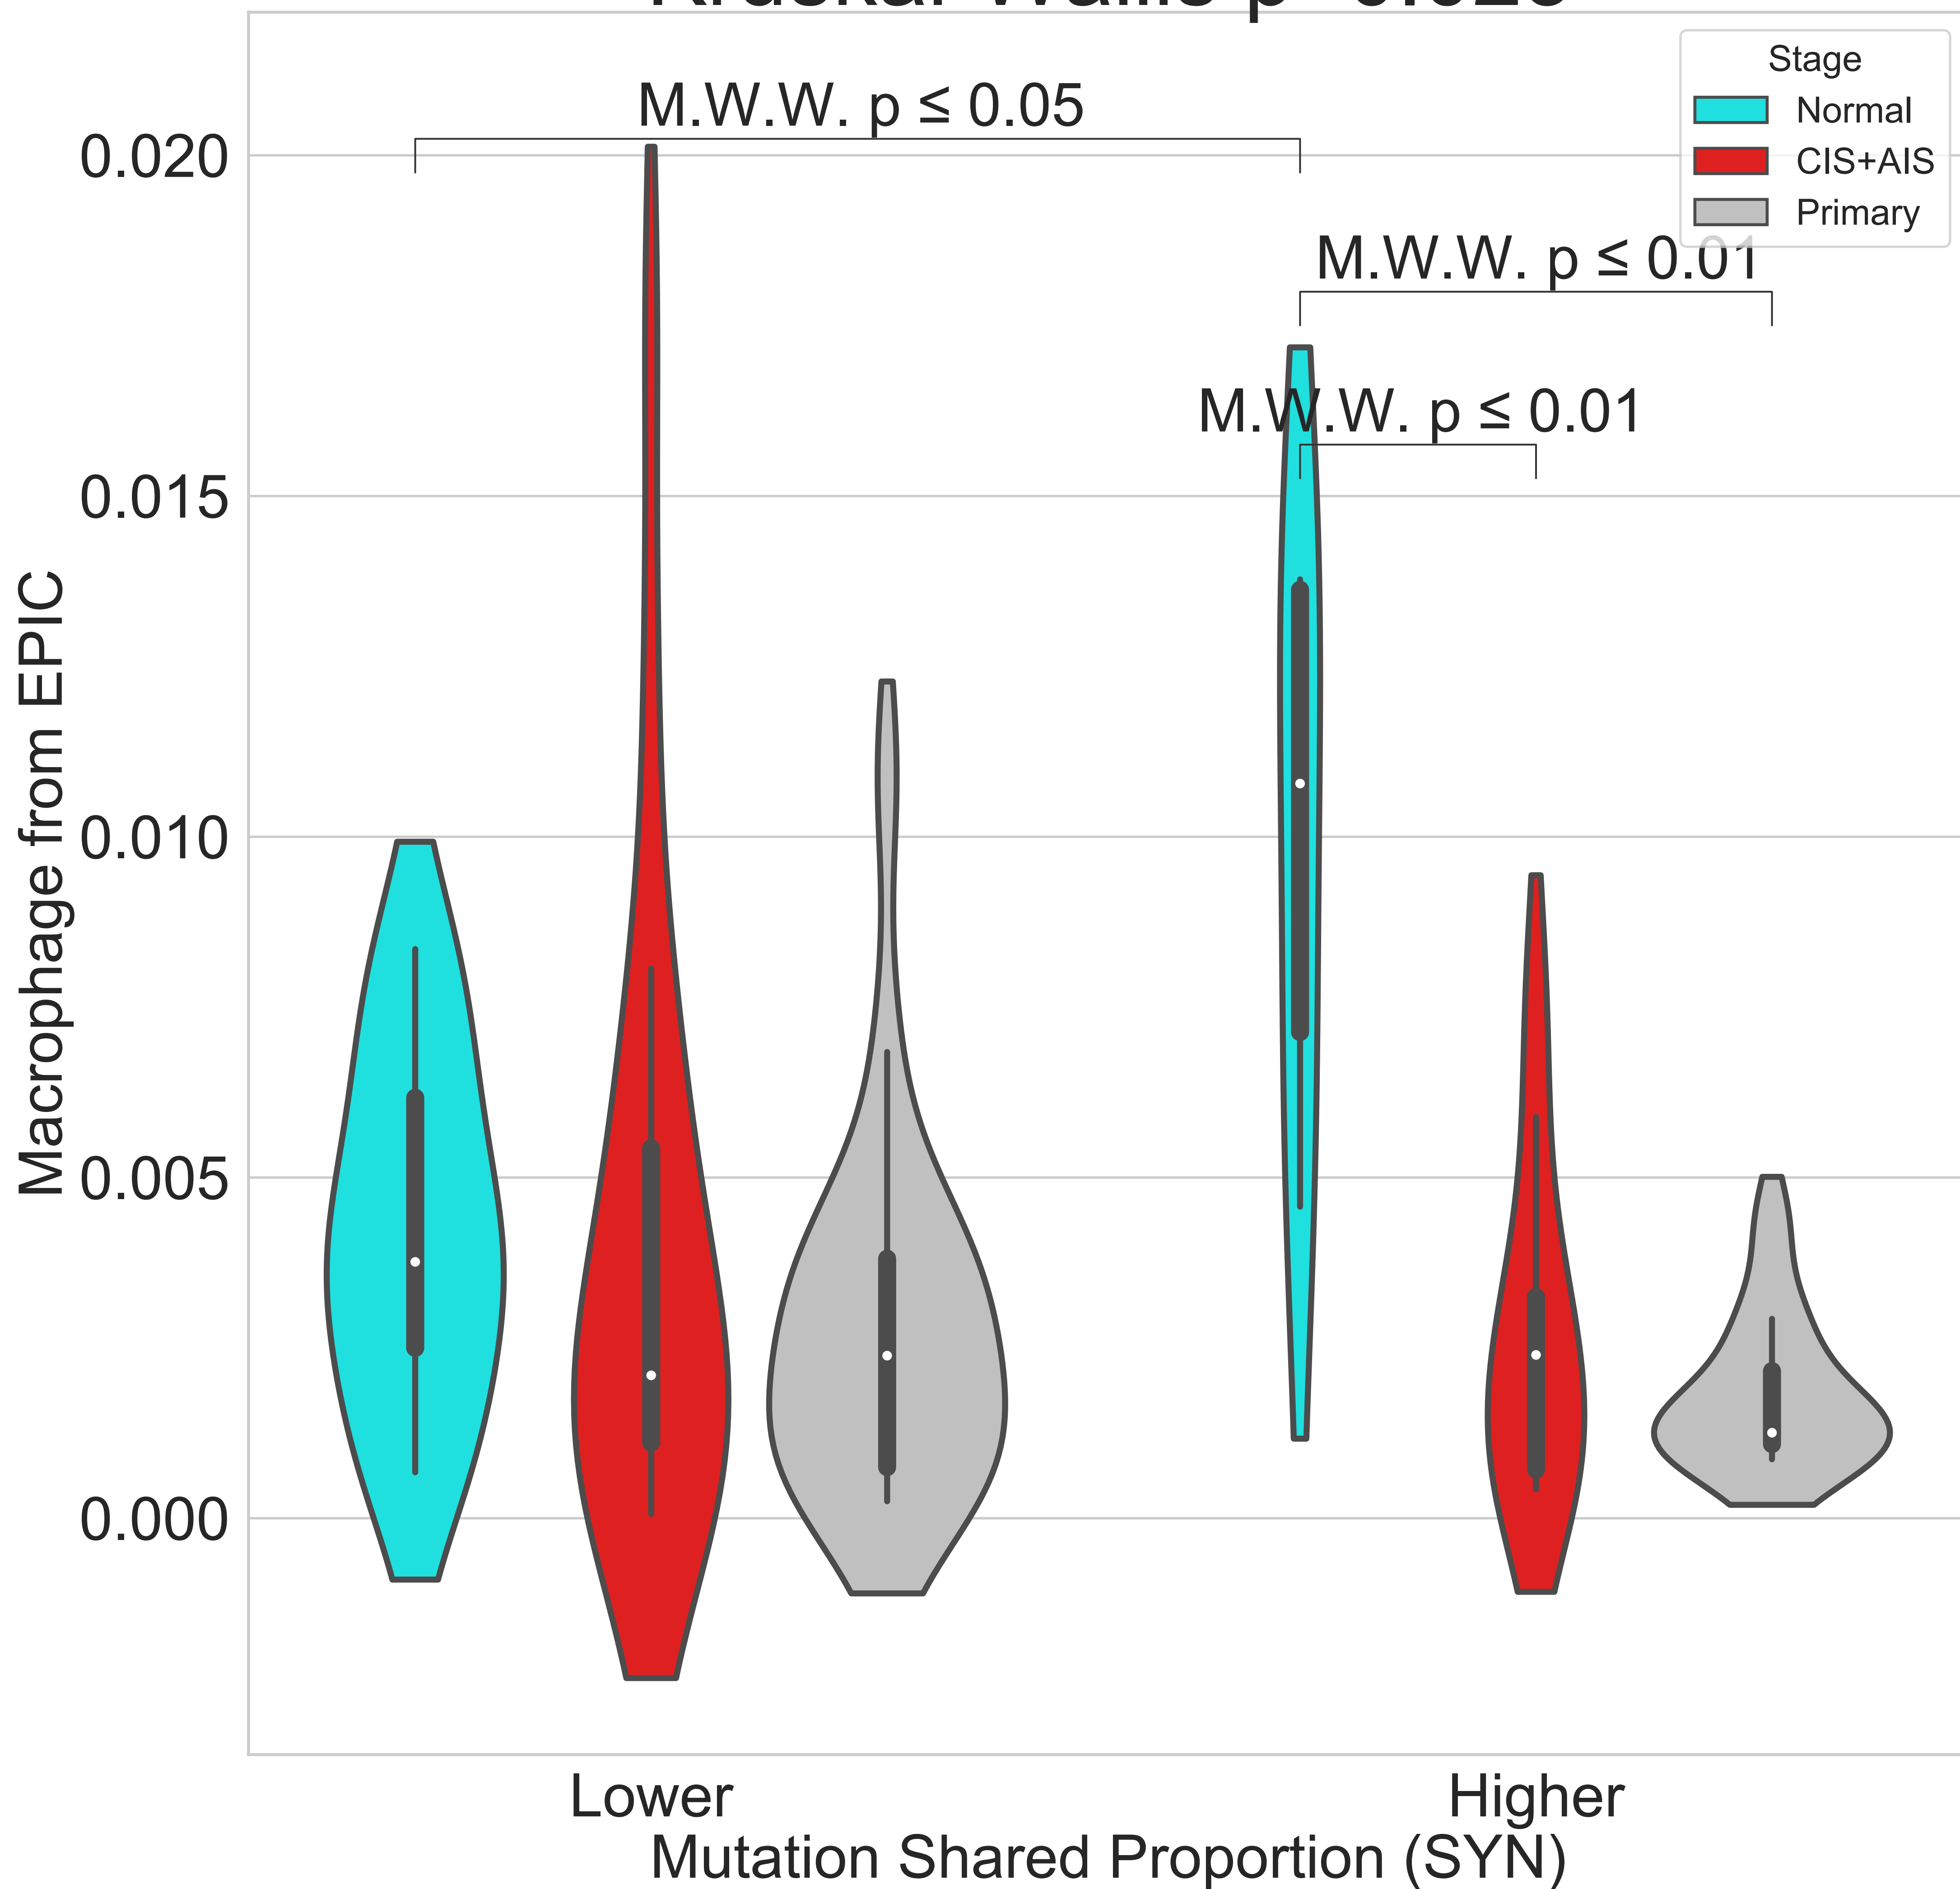 M.W.W. p ≤ 0.05
Stage
Normal
CIS+AIS
Primary
M.W.W. p ≤ 0.01
M.W.W. p ≤ 0.01
0.020
0.015
0.010
0.005
0.000
Macrophage from EPIC
Lower
Higher
Mutation Shared Proportion (SYN)